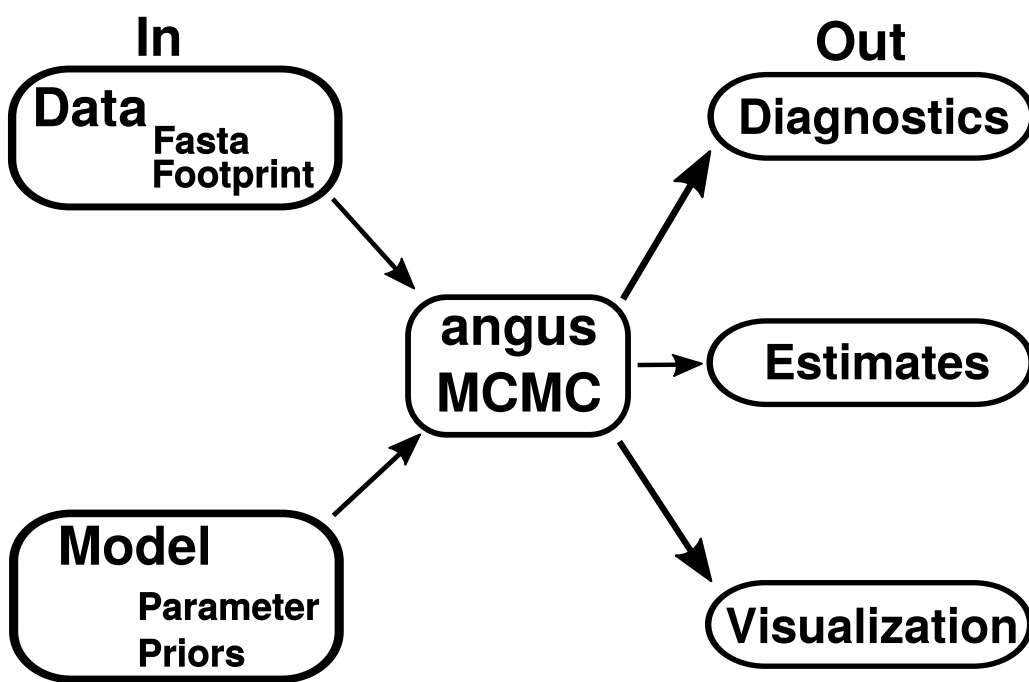 In
Data
Fasta
Footprint
Model
Parameter
Priors
angus
MCMC
Out
Diagnostics
Estimates
Visualization